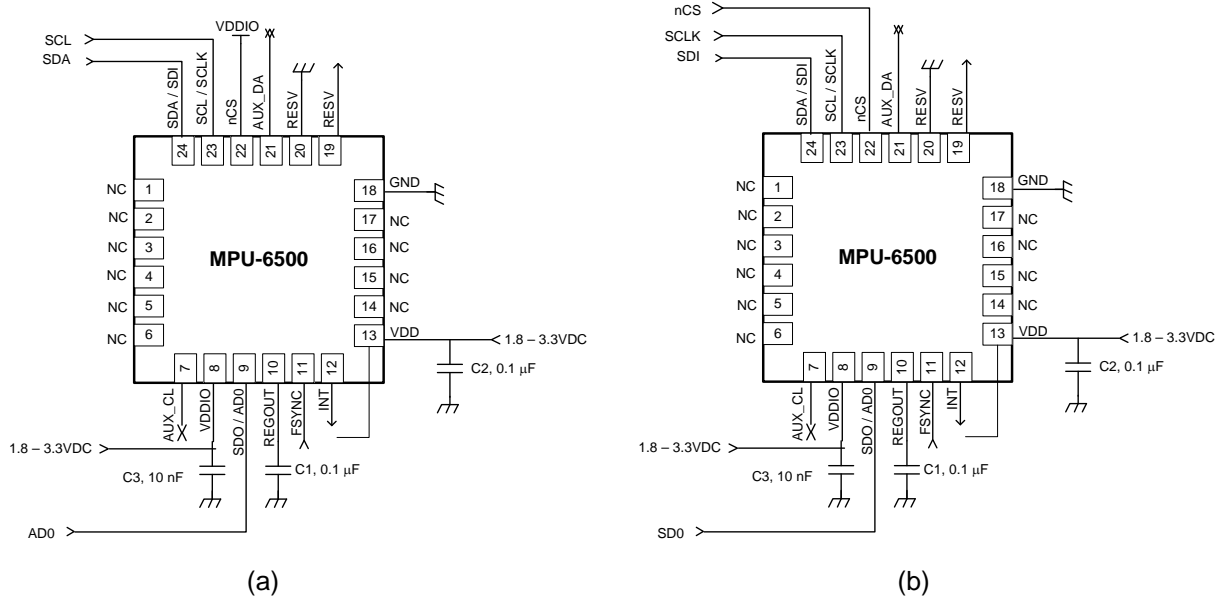 SCL
SDA
VDDIO
SDA / SDI
SCL / SCLK
nCS
AUX_DA
RESV
RESV
24
23
22
21
20
19
NC 1
NC 2
NC 3
NC 4
NC 5
NC 6
MPU-6500
18 GND
17 NC
16 NC
15 NC
14 NC
13 VDD
1.8 – 3.3VDC
C2, 0.1 µF
7
8
9
10
11
12
AUX_CL
VDDIO
SDO / AD0
REGOUT
FSYNC
INT
1.8 – 3.3VDC
C3, 10 nF
C1, 0.1 µF
AD0
(a)
nCS
SCLK
SDI
SDA / SDI
SCL / SCLK
nCS
AUX_DA
RESV
RESV
24
23
22
21
20
19
NC 1
NC 2
NC 3
NC 4
NC 5
NC 6
MPU-6500
18 GND
17 NC
16 NC
15 NC
14 NC
13 VDD
1.8 – 3.3VDC
C2, 0.1 µF
7
8
9
10
11
12
AUX_CL
VDDIO
SDO / AD0
REGOUT
FSYNC
INT
1.8 – 3.3VDC
C3, 10 nF
C1, 0.1 µF
SD0
(b)